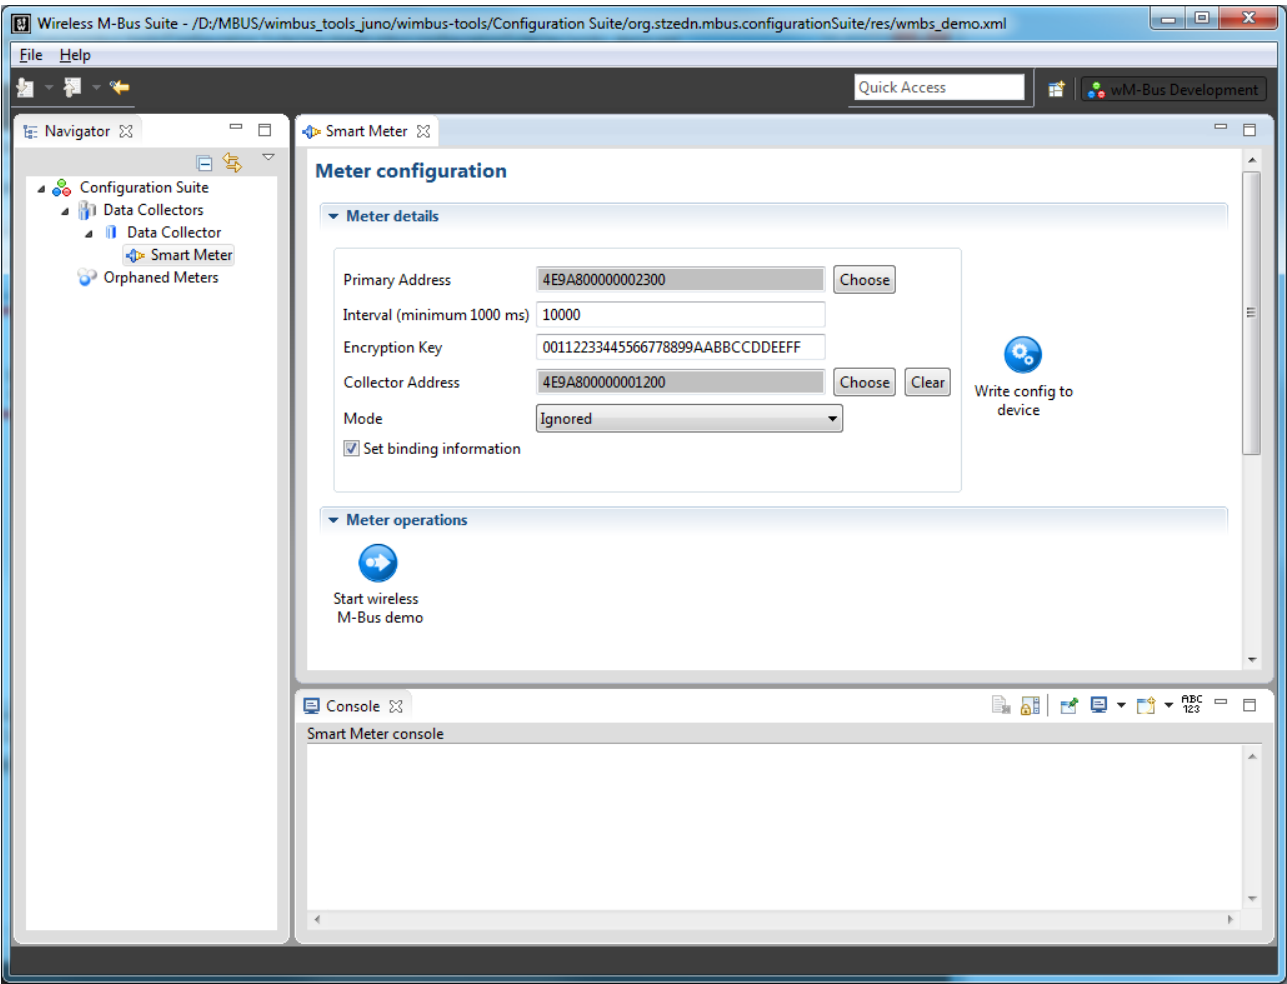 Wireless M-Bus Suite - /D:/MBUS/wimbus_tools_juno/wimbus-tools/Configuration Suite/org.stzedn.mbus.configurationSuite/res/wmbs_demo.xml
File Help
Quick Access
wM-Bus Development
Navigator
Configuration Suite
Data Collectors
Data Collector
Smart Meter
Orphaned Meters
Smart Meter
Meter configuration
Meter details
Primary Address 4E9A800000002300 Choose
Interval (minimum 1000 ms) 10000
Encryption Key 00112233445566778899AABBCCDDEEFF
Collector Address 4E9A800000001200 Choose Clear
Mode Ignored
Set binding information
Write config to
device
Meter operations
Start wireless
M-Bus demo
Console
ABC
123
Smart Meter console